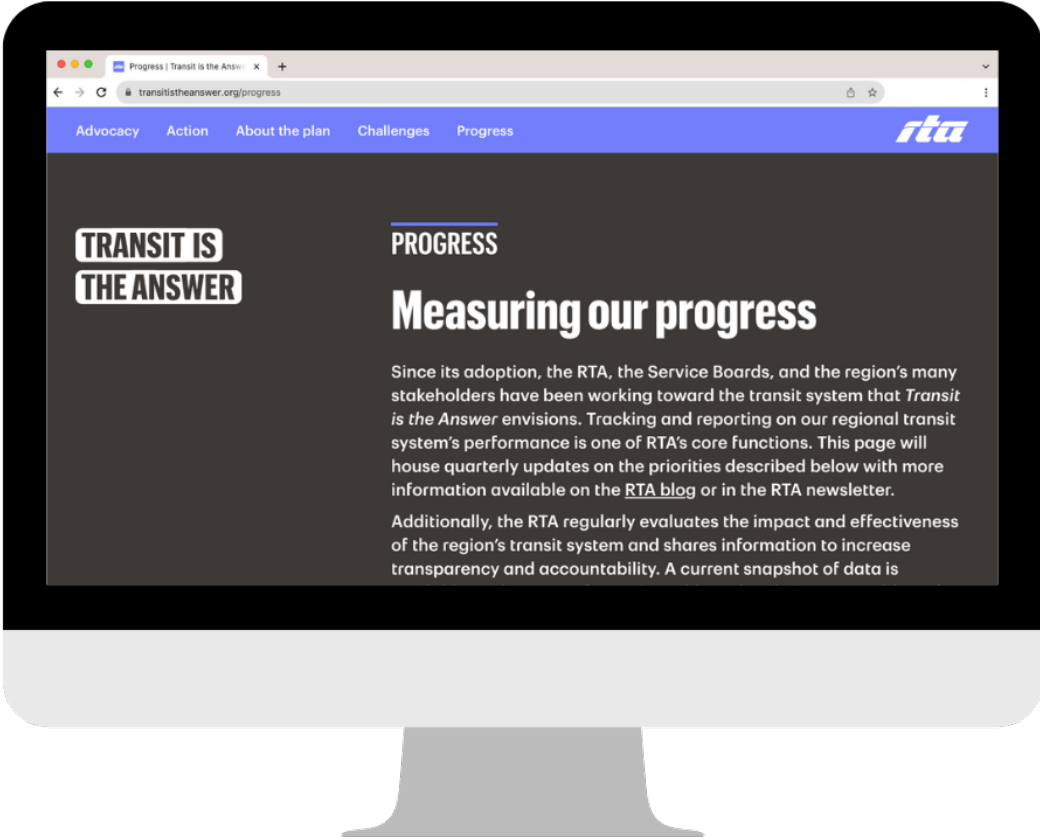 Progress | Transit is the Answ
transitistheanswer.org/progress
Advocacy Action About the plan Challenges Progress
rta
TRANSIT IS
THE ANSWER
PROGRESS
Measuring our progress
Since its adoption, the RTA, the Service Boards, and the region’s many
stakeholders have been working toward the transit system that Transit
is the Answer envisions. Tracking and reporting on our regional transit
system’s performance is one of RTA’s core functions. This page will
house quarterly updates on the priorities described below with more
information available on the RTA blog or in the RTA newsletter.
Additionally, the RTA regularly evaluates the impact and effectiveness
of the region’s transit system and shares information to increase
transparency and accountability. A current snapshot of data is